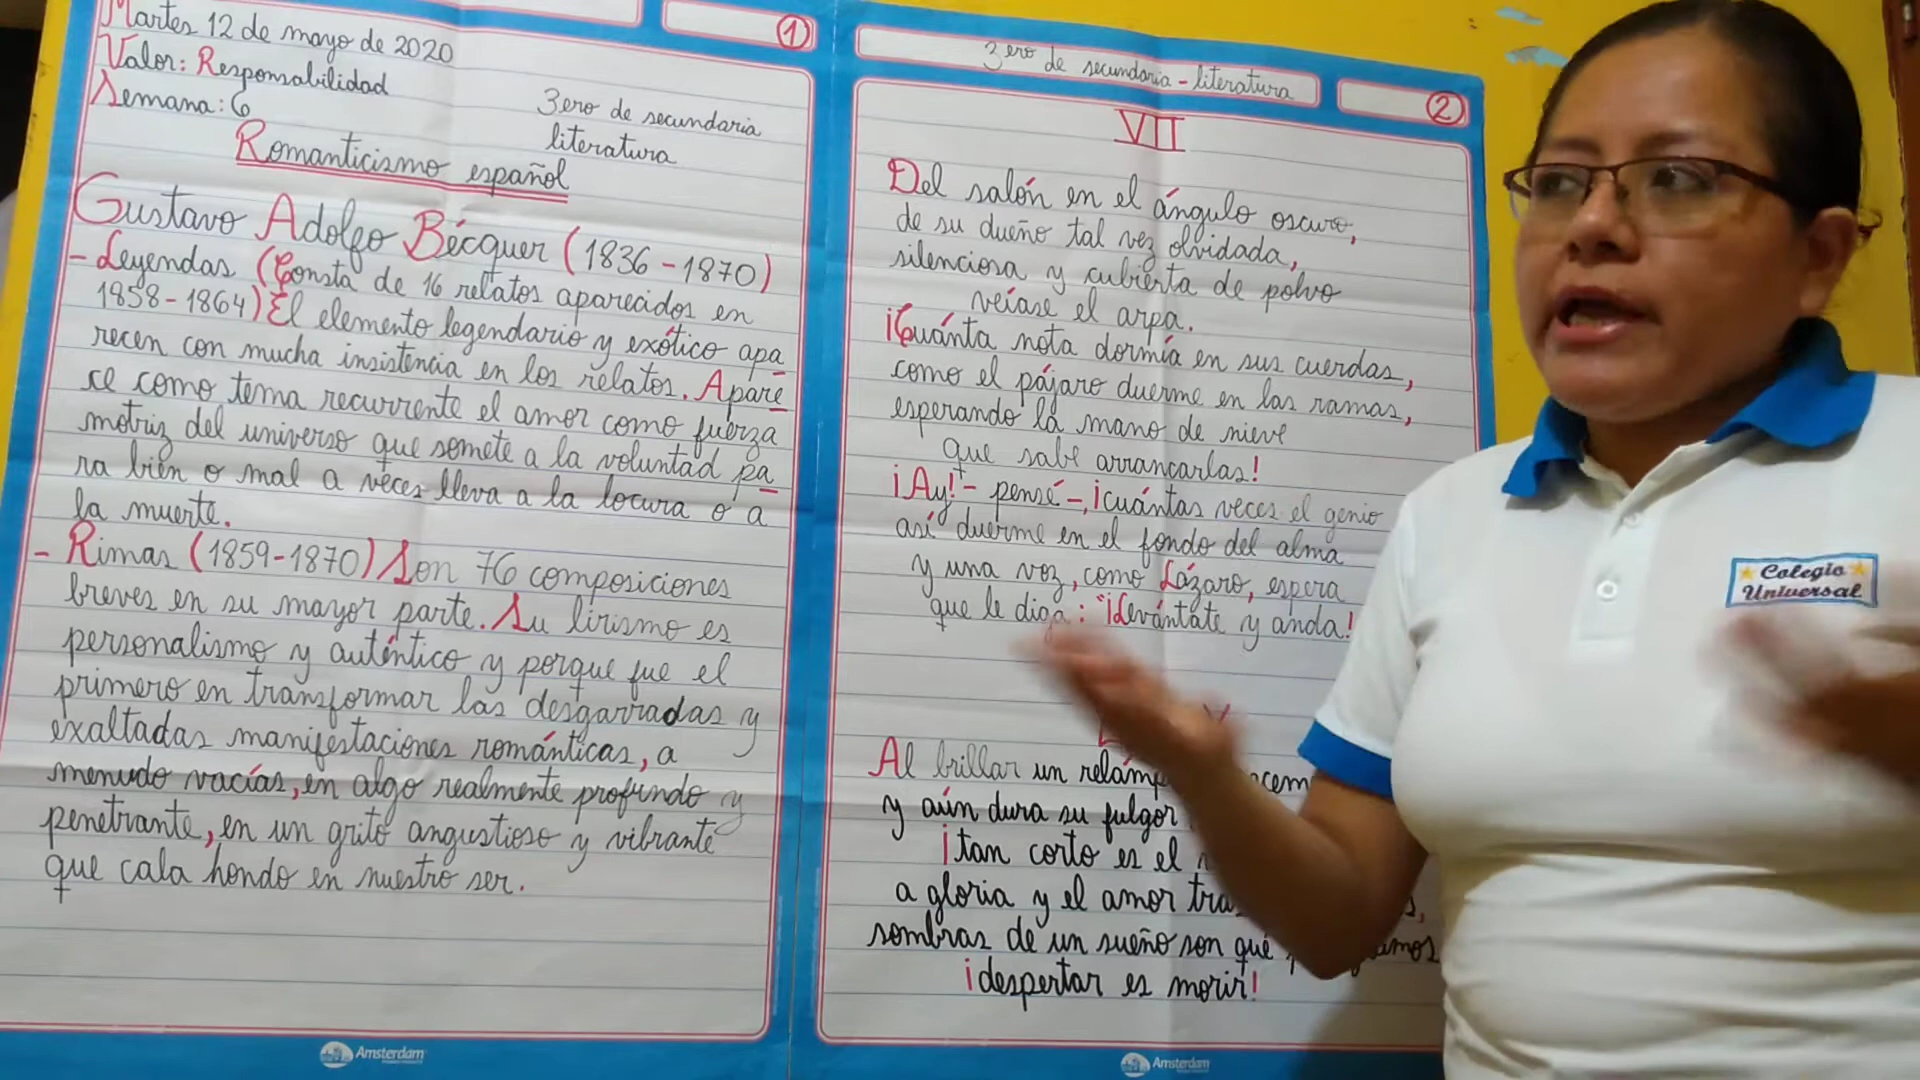 Martes 12 de mayo de 2020
Valor: Responsabilidad
Semana: 6
3ero de secundaria
literatura
Romanticismo español
Gustavo Adolfo Bécquer (1836-1870)
- Leyendas (Consta de 16 relatos aparecidos en
1858-1864) El elemento legendario y exótico apa
recen con mucha insistencia en los relatos. Apare
ce como tema recurrente el amor como fuerza
motriz del universo que somete a la voluntad pa
ra bien o mal a veces lleva a la locura o a
la muerte.
- Rimas (1859-1870) Son 76 composiciones
breves en su mayor parte. Su lirismo es
personalismo y auténtico y porque fue el
primero en transformar las desgarradas y
exaltadas manifestaciones románticas, a
menudo vacías, en algo realmente profundo y
penetrante, en un grito angustioso y vibrante
que cala hondo en nuestro ser.
Amsterdam
1
3ero de secundaria - literatura
2
VII
Del salón en el ángulo oscuro,
de su dueño tal vez olvidada,
silenciosa y cubierta de polvo
veíase el arpa.
¡Cuánta nota dormía en sus cuerdas,
como el pájaro duerme en las ramas,
esperando la mano de nieve
que sabe arrancarlas!
¡Ay! - pensé -, ¡cuántas veces el genio
así duerme en el fondo del alma
y una voz, como Lázaro, espera
que le diga: "¡Levántate y anda!
Al brillar un
y aún dura su fulgor
¡tan corto es el
a gloria y el amor
sombras de un sueño son que
¡despertar es morir!
Amsterdam
Colegio
Universal